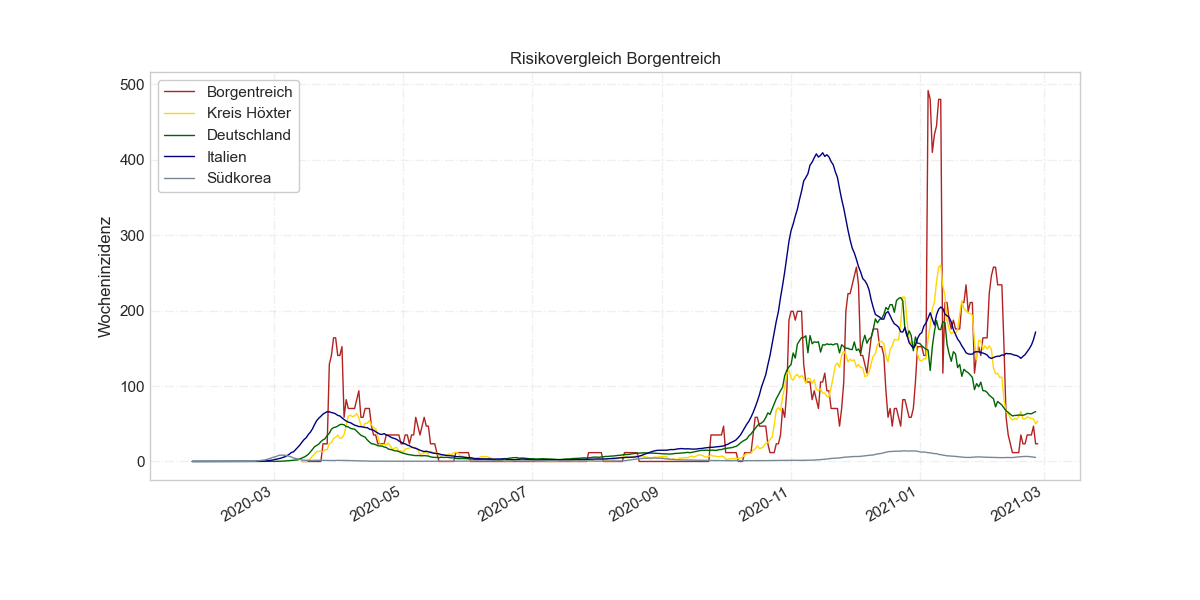 Risikovergleich Borgentreich
Borgentreich
Kreis Höxter
Deutschland
Italien
Südkorea
Wocheninzidenz
500
400
300
200
100
0
2020-03
2020-05
2020-07
2020-09
2020-11
2021-01
2021-03